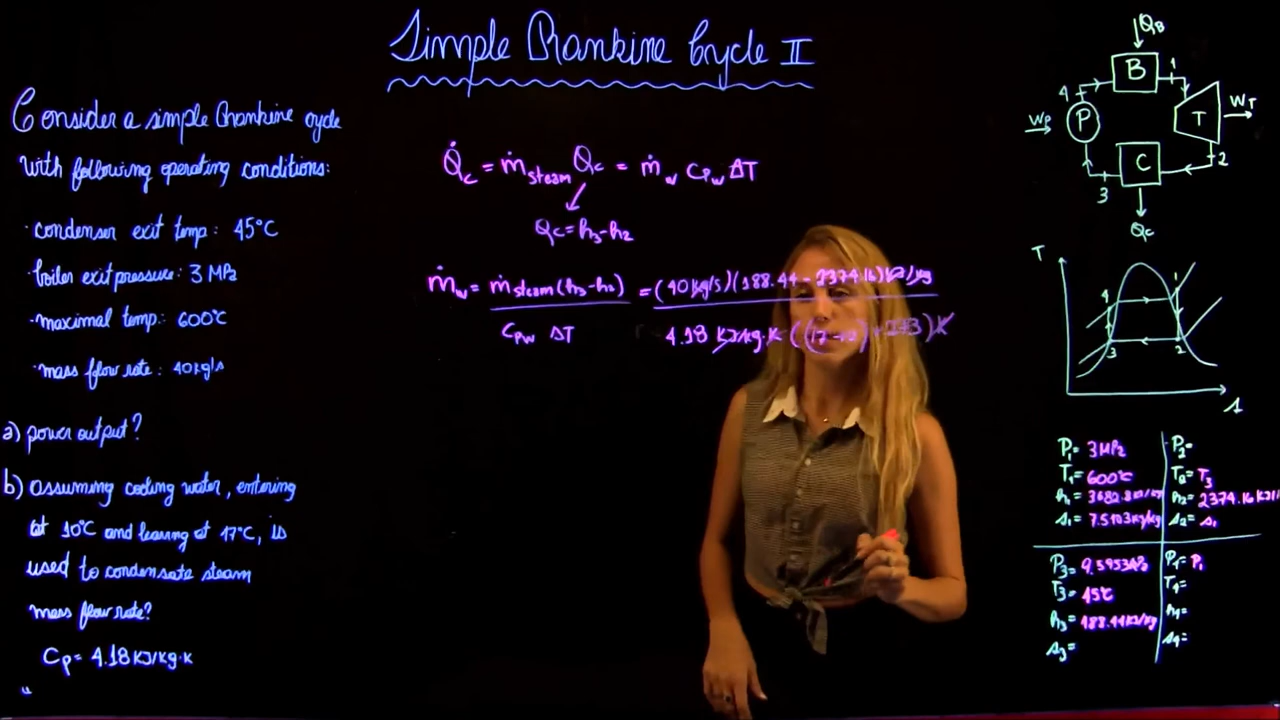 Simple Rankine Cycle II
Consider a simple Rankine cycle
with following operating conditions:
· condenser exit temp: 45°C
· boiler exit pressure: 3 MPa
· maximal temp: 600°C
· mass flow rate: 40kg/s
a) power output?
b) assuming cooling water, entering
at 10°C and leaving at 17°C, is
used to condensate steam
mass flow rate?
Cp= 4.18 KJ/kg·K
Q̇c = ṁsteam Qc = ṁw cpw ΔT
Qc = h3-h2
ṁw = ṁsteam (h3-h2) = (40 kg/s)(188.44 - 2374.16) kJ/kg
Cpw ΔT 4.18 KJ/kg·K ((17-10)+273)K
QB
B
1
4
WP
P
T
WT
C
2
3
Qc
T
1
4
3
2
s
P1= 3MPa
T1= 600°C
h1= 3682.8 kJ/kg
s1= 7.5103 kJ/kg
P2=
T2= T3
h2= 2374.16 KJ/
s2= s1
P3= 9.5953 kPa
T3= 45°C
h3= 188.44 kJ/kg
s3=
P4= P1
T4=
h4=
s4=